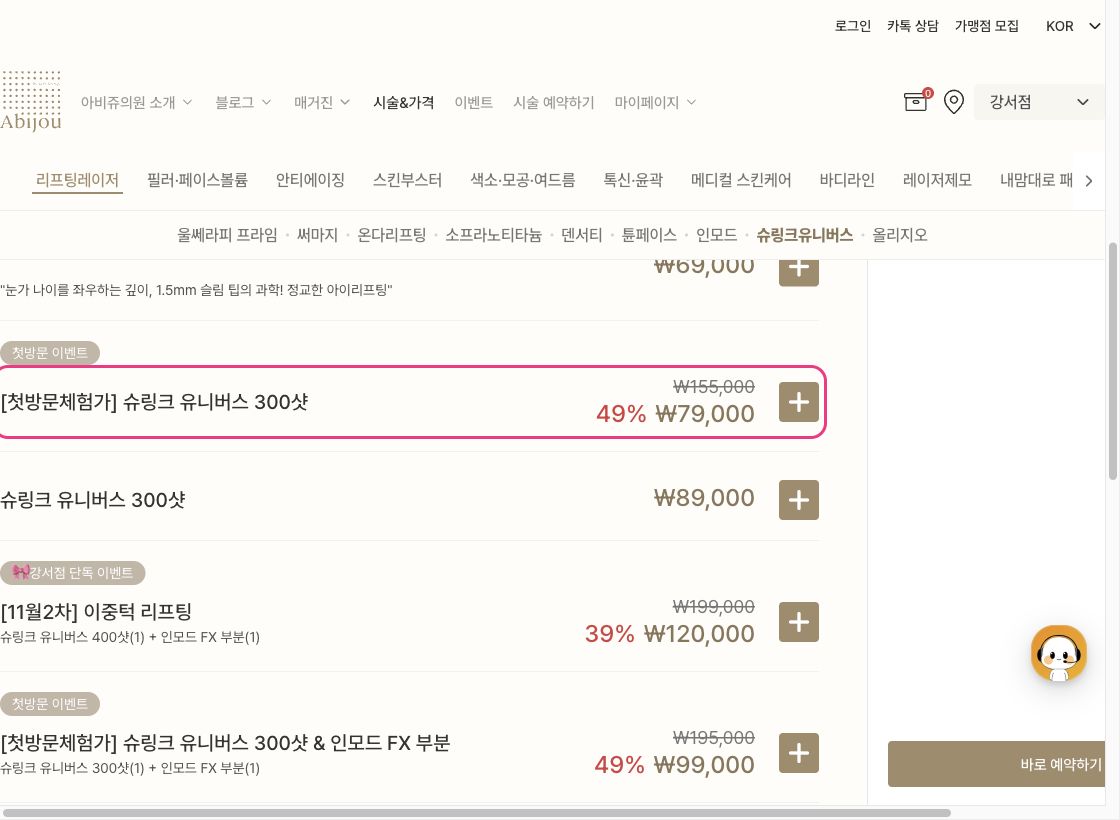 로그인 카톡 상담 가맹점 모집 KOR
Abijou
아비쥬의원 소개 블로그 매거진 시술&가격 이벤트 시술 예약하기 마이페이지 0 강서점
리프팅레이저 필러·페이스볼륨 안티에이징 스킨부스터 색소·모공·여드름 톡신·윤곽 메디컬 스킨케어 바디라인 레이저제모 내맘대로 패
울쎄라피 프라임 · 써마지 · 온다리프팅 · 소프라노티타늄 · 덴서티 · 튠페이스 · 인모드 · 슈링크유니버스 · 올리지오
₩69,000
"눈가 나이를 좌우하는 깊이, 1.5mm 슬림 팁의 과학! 정교한 아이리프팅"
첫방문 이벤트
₩155,000
[첫방문체험가] 슈링크 유니버스 300샷
49% ₩79,000
슈링크 유니버스 300샷 ₩89,000
강서점 단독 이벤트
₩199,000
[11월2차] 이중턱 리프팅
39% ₩120,000
슈링크 유니버스 400샷(1) + 인모드 FX 부분(1)
첫방문 이벤트
₩195,000
[첫방문체험가] 슈링크 유니버스 300샷 & 인모드 FX 부분
49% ₩99,000
슈링크 유니버스 300샷(1) + 인모드 FX 부분(1)
바로 예약하기